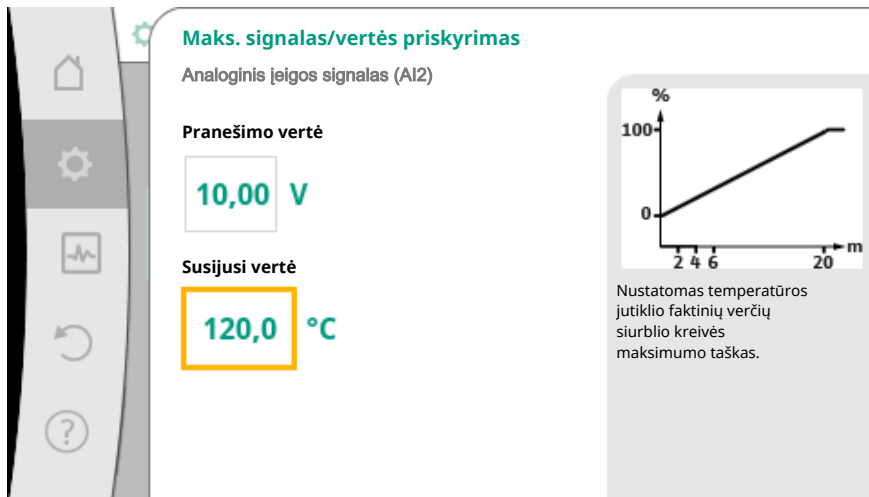 Maks. signalas/vertės priskyrimas
Analoginis įeigos signalas (AI2)
Pranešimo vertė
10,00 V
Susijusi vertė
120,0 °C
%
100
0
2 4 6 20 m
Nustatomas temperatūros
jutiklio faktinių verčių
siurblio kreivės
maksimumo taškas.
?